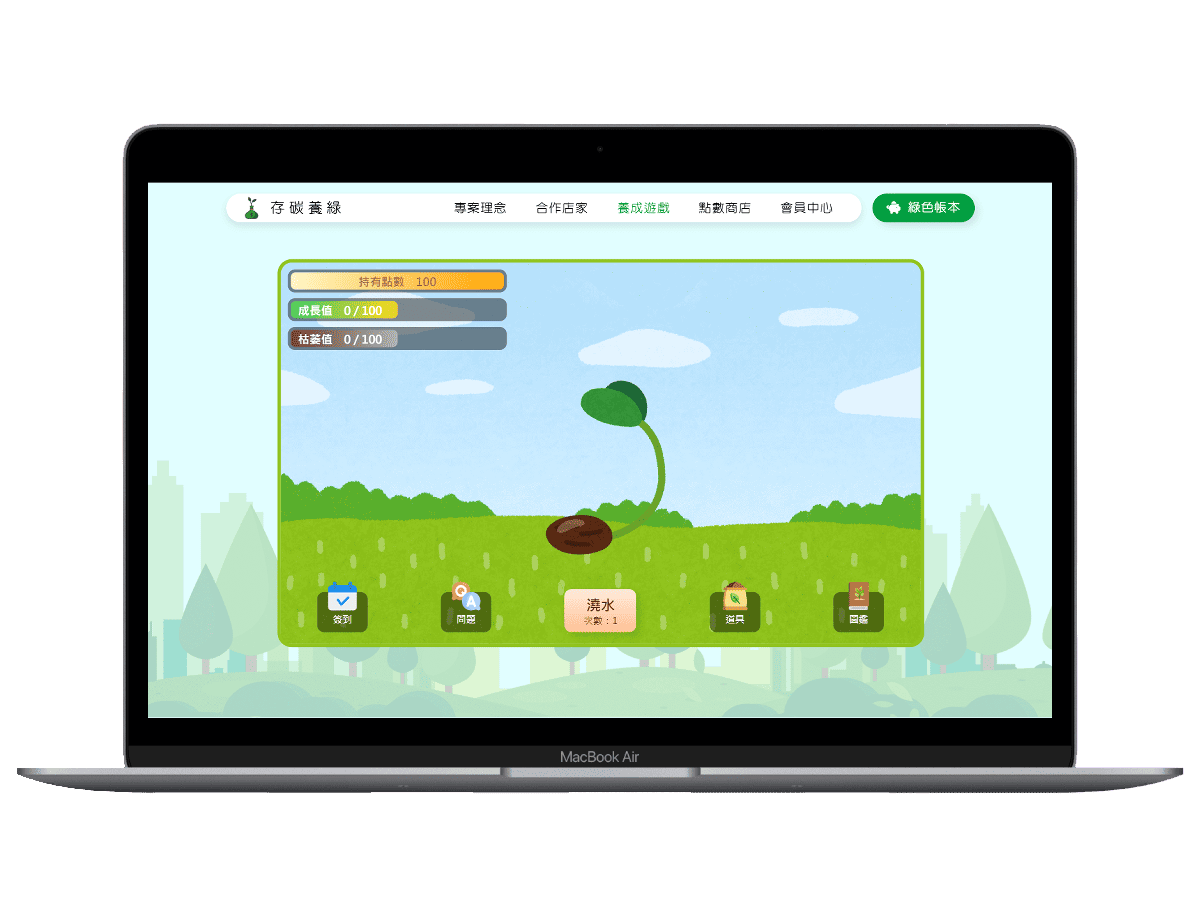 存碳養綠
專案理念
合作店家
養成遊戲
點數商店
會員中心
綠色帳本
持有點數 100
成長值 0 / 100
枯萎值 0 / 100
簽到
Q
A
問題
澆水
次數:1
道具
圖鑑
MacBook Air